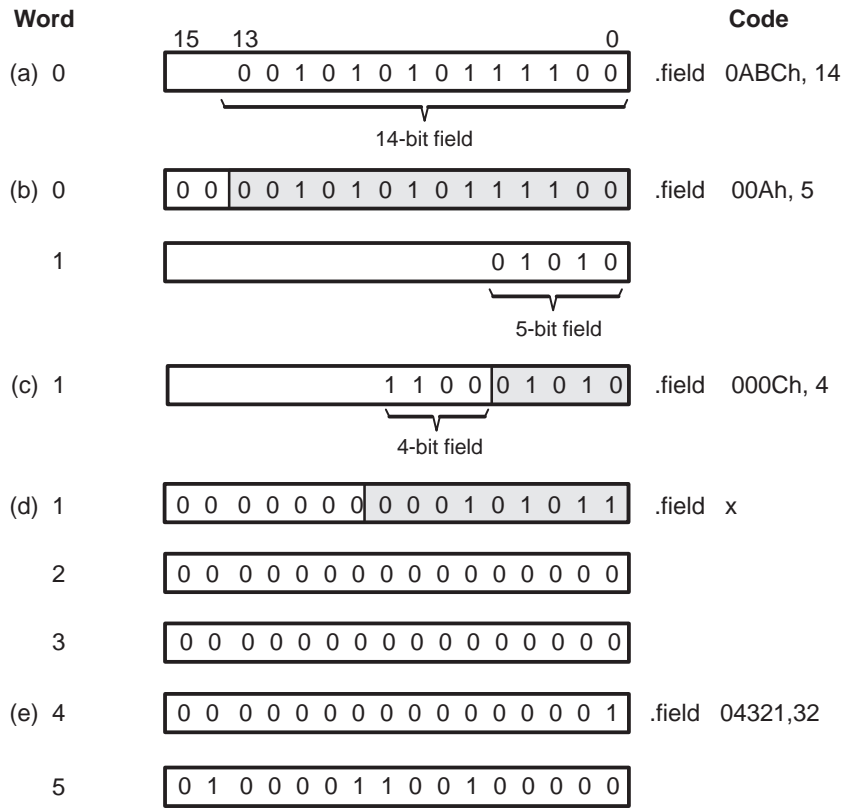 Word Code
15 13 0
(a) 0 0 0 1 0 1 0 1 0 1 1 1 1 0 0 .field 0ABCh, 14
14-bit field
(b) 0 0 0 0 0 1 0 1 0 1 0 1 1 1 1 0 0 .field 00Ah, 5
1 0 1 0 1 0
5-bit field
(c) 1 1 1 0 0 0 1 0 1 0 .field 000Ch, 4
4-bit field
(d) 1 0 0 0 0 0 0 0 0 0 0 1 0 1 0 1 1 .field x
2 0 0 0 0 0 0 0 0 0 0 0 0 0 0 0 0
3 0 0 0 0 0 0 0 0 0 0 0 0 0 0 0 0
(e) 4 0 0 0 0 0 0 0 0 0 0 0 0 0 0 0 1 .field 04321,32
5 0 1 0 0 0 0 1 1 0 0 1 0 0 0 0 0